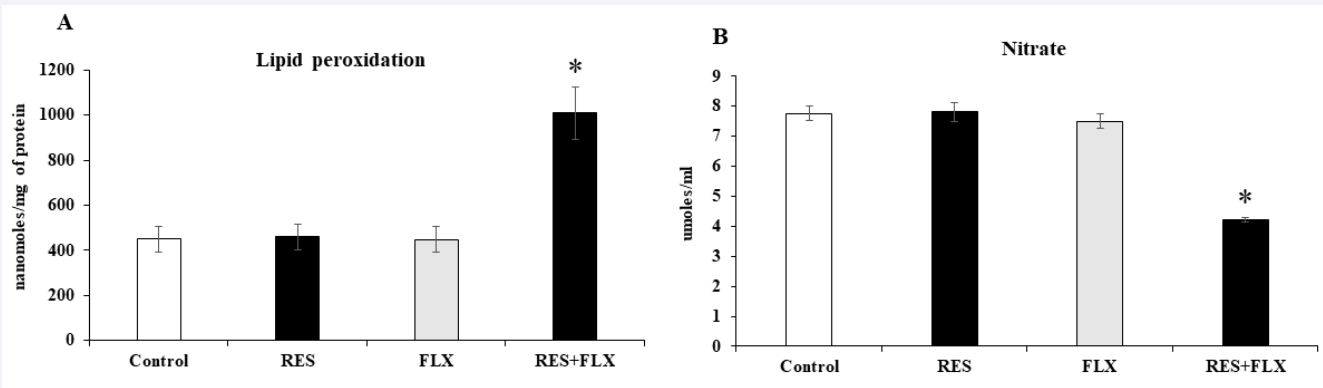 A
Lipid peroxidation
nanomoles/mg of protein
1200
1000
800
600
400
200
0
*
Control RES FLX RES+FLX
B
Nitrate
umoles/ml
9
8
7
6
5
4
3
2
1
0
*
Control RES FLX RES+FLX